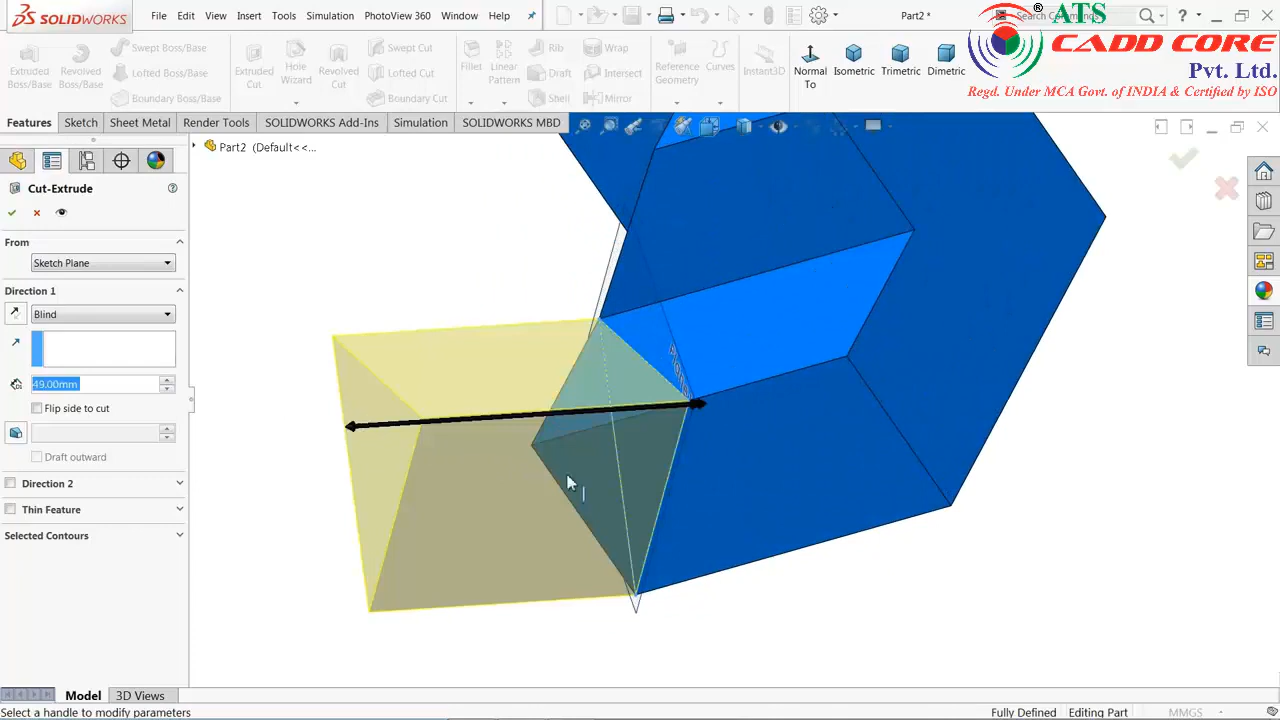 SOLIDWORKS
File Edit View Insert Tools Simulation PhotoView 360 Window Help
Part2 *
Search Commands
ATS
CADD CORE
Pvt. Ltd.
Regd. Under MCA Govt. of INDIA & Certified by ISO
Extruded Boss/Base
Revolved Boss/Base
Swept Boss/Base
Lofted Boss/Base
Boundary Boss/Base
Extruded Cut
Hole Wizard
Revolved Cut
Swept Cut
Lofted Cut
Boundary Cut
Fillet
Linear Pattern
Rib
Draft
Shell
Wrap
Intersect
Mirror
Reference Geometry
Curves
Instant3D
Normal To
Isometric
Trimetric
Dimetric
Features Sketch Sheet Metal Render Tools SOLIDWORKS Add-Ins Simulation SOLIDWORKS MBD
Part2 (Default<<...
Cut-Extrude
From
Sketch Plane
Direction 1
Blind
49.00mm
Flip side to cut
Draft outward
Direction 2
Thin Feature
Selected Contours
Model 3D Views
Select a handle to modify parameters
Fully Defined Editing Part MMGS